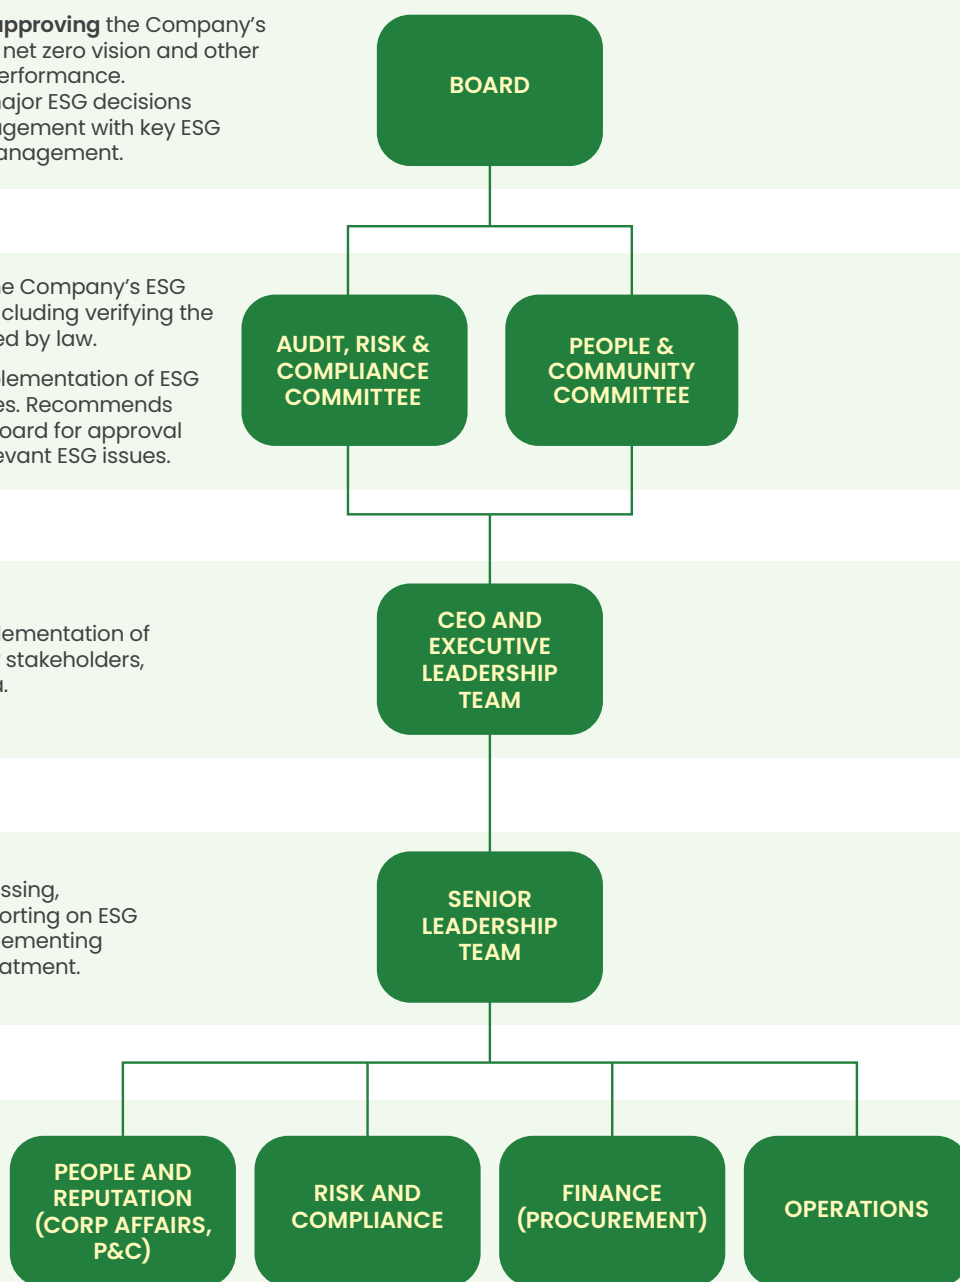 approving the Company's
net zero vision and other
erformance.
ajor ESG decisions
agement with key ESG
anagement.
BOARD
he Company's ESG
cluding verifying the
ed by law.
plementation of ESG
es. Recommends
oard for approval
evant ESG issues.
AUDIT, RISK &
COMPLIANCE
COMMITTEE
PEOPLE &
COMMUNITY
COMMITTEE
lementation of
stakeholders,
CEO AND
EXECUTIVE
LEADERSHIP
TEAM
ssing,
orting on ESG
ementing
atment.
SENIOR
LEADERSHIP
TEAM
PEOPLE AND
REPUTATION
(CORP AFFAIRS,
P&C)
RISK AND
COMPLIANCE
FINANCE
(PROCUREMENT)
OPERATIONS